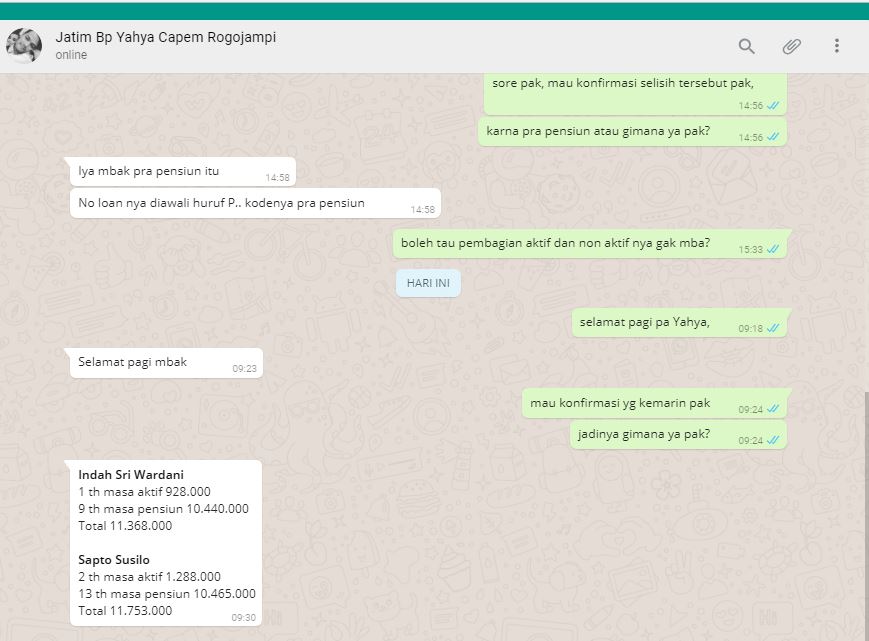 Jatim Bp Yahya Capem Rogojampi
online
sore pak, mau konfirmasi selisih tersebut pak,
14:56
karna pra pensiun atau gimana ya pak?
14:56
Iya mbak pra pensiun itu
14:58
No loan nya diawali huruf P.. kodenya pra pensiun
14:58
boleh tau pembagian aktif dan non aktif nya gak mba?
15:33
HARI INI
selamat pagi pa Yahya,
09:18
Selamat pagi mbak
09:23
mau konfirmasi yg kemarin pak
09:24
jadinya gimana ya pak?
09:24
Indah Sri Wardani
1 th masa aktif 928.000
9 th masa pensiun 10.440.000
Total 11.368.000
Sapto Susilo
2 th masa aktif 1.288.000
13 th masa pensiun 10.465.000
Total 11.753.000
09:30